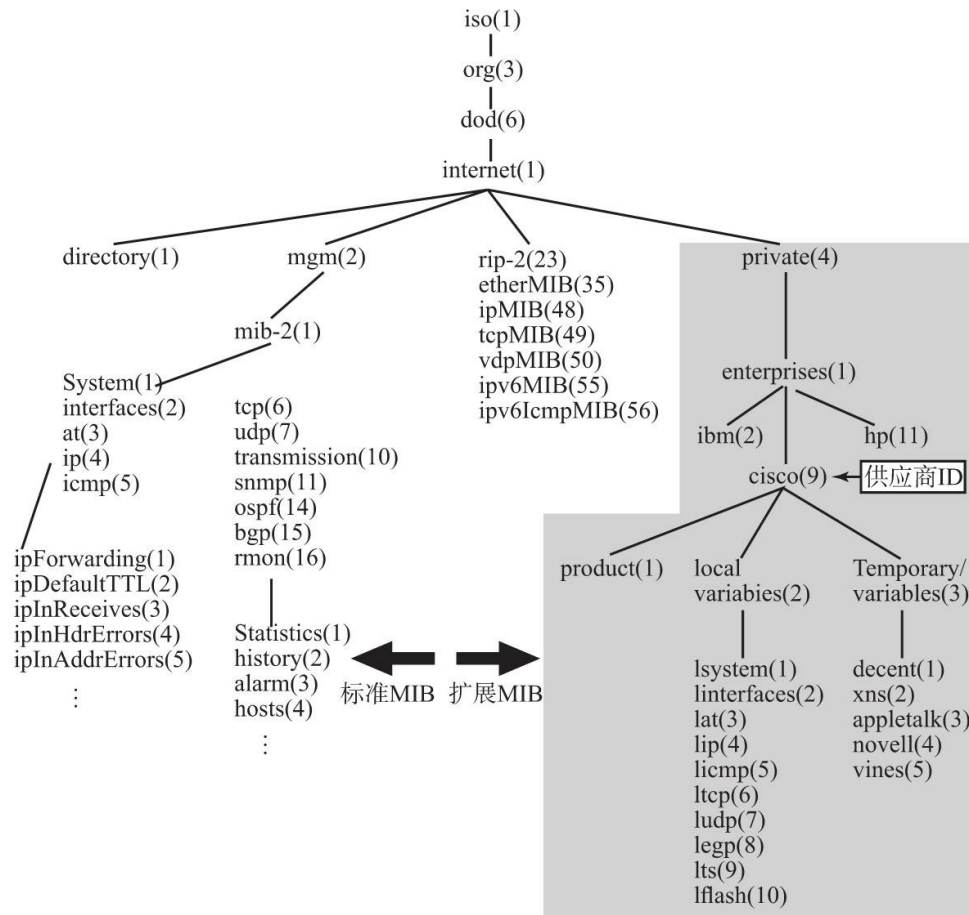 iso(1)
org(3)
dod(6)
internet(1)
directory(1)
mgm(2)
mib-2(1)
System(1)
interfaces(2)
at(3)
ip(4)
icmp(5)
ipForwarding(1)
ipDefaultTTL(2)
ipInReceives(3)
ipInHdrErrors(4)
ipInAddrErrors(5)
⋮
tcp(6)
udp(7)
transmission(10)
snmp(11)
ospf(14)
bgp(15)
rmon(16)
Statistics(1)
history(2)
alarm(3)
hosts(4)
⋮
标准MIB
扩展MIB
rip-2(23)
etherMIB(35)
ipMIB(48)
tcpMIB(49)
vdpMIB(50)
ipv6MIB(55)
ipv6IcmpMIB(56)
private(4)
enterprises(1)
ibm(2)
hp(11)
cisco(9)
供应商ID
product(1)
local
variabies(2)
lsystem(1)
linterfaces(2)
lat(3)
lip(4)
licmp(5)
ltcp(6)
ludp(7)
legp(8)
lts(9)
lflash(10)
Temporary/
variables(3)
decent(1)
xns(2)
appletalk(3)
novell(4)
vines(5)